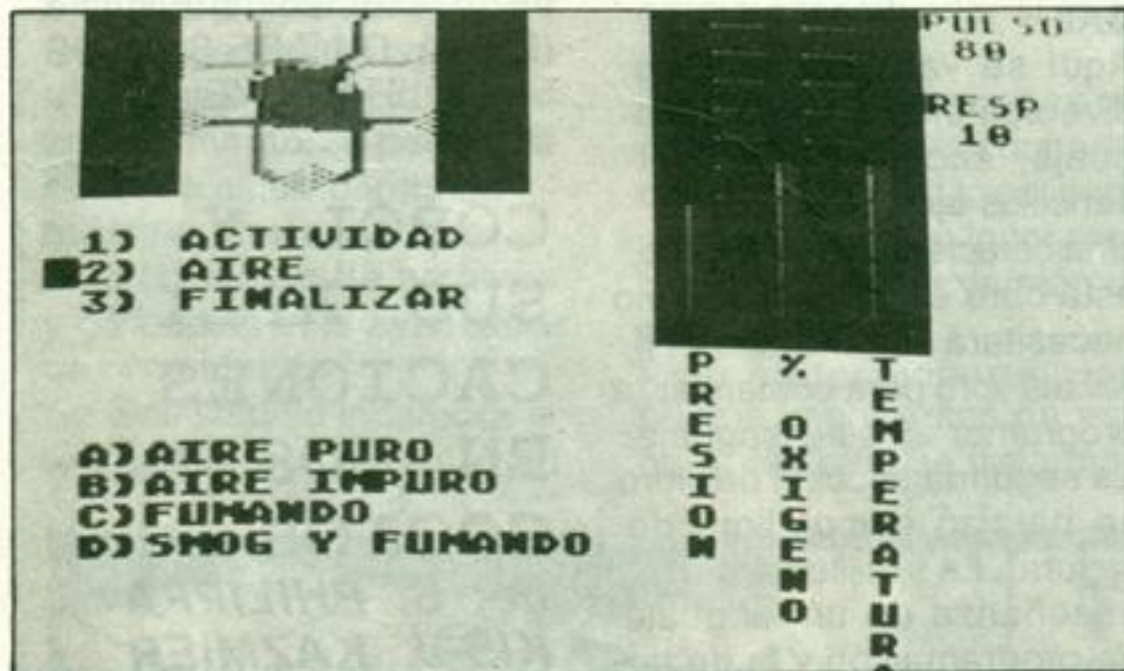 PULSO
80
RESP
10
1) ACTIVIDAD
2) AIRE
3) FINALIZAR
A) AIRE PURO
B) AIRE IMPURO
C) FUMANDO
D) SMOG Y FUMANDO
PRESION
% OXIGENO
TEMPERATURA